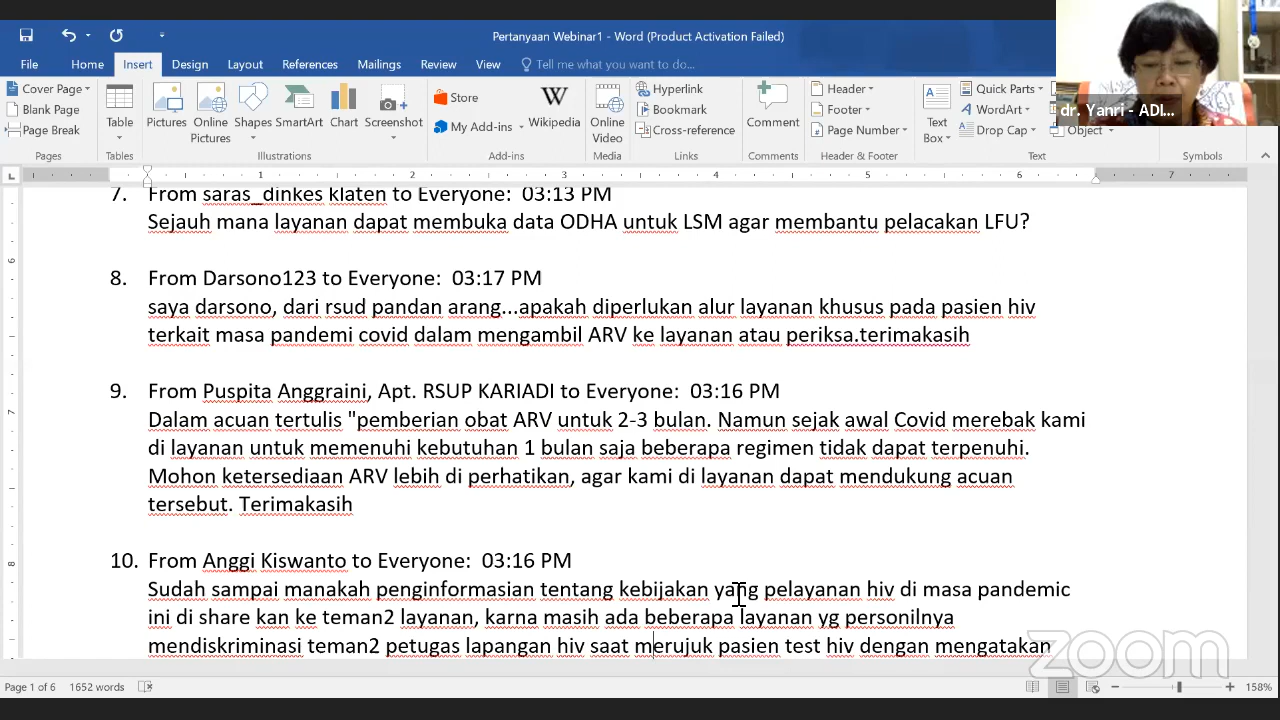 Pertanyaan Webinar1 - Word (Product Activation Failed)
File Home Insert Design Layout References Mailings Review View Tell me what you want to do...
Cover Page
Blank Page
Page Break
Pages
Table
Tables
Pictures
Online Pictures
Shapes
SmartArt
Chart
Screenshot
Illustrations
Store
My Add-ins
Wikipedia
Add-ins
Online Video
Media
Hyperlink
Bookmark
Cross-reference
Links
Comment
Comments
Header
Footer
Page Number
Header & Footer
Text Box
Quick Parts
WordArt
Drop Cap
Object
Text
Symbols
dr. Yanri - ADI...
1 2 3 4 5 6 7
7. From saras_dinkes klaten to Everyone: 03:13 PM
Sejauh mana layanan dapat membuka data ODHA untuk LSM agar membantu pelacakan LFU?
8. From Darsono123 to Everyone: 03:17 PM
saya darsono, dari rsud pandan arang...apakah diperlukan alur layanan khusus pada pasien hiv
terkait masa pandemi covid dalam mengambil ARV ke layanan atau periksa.terimakasih
9. From Puspita Anggraini, Apt. RSUP KARIADI to Everyone: 03:16 PM
Dalam acuan tertulis "pemberian obat ARV untuk 2-3 bulan. Namun sejak awal Covid merebak kami
di layanan untuk memenuhi kebutuhan 1 bulan saja beberapa regimen tidak dapat terpenuhi.
Mohon ketersediaan ARV lebih di perhatikan, agar kami di layanan dapat mendukung acuan
tersebut. Terimakasih
10. From Anggi Kiswanto to Everyone: 03:16 PM
Sudah sampai manakah penginformasian tentang kebijakan yang pelayanan hiv di masa pandemic
ini di share kan ke teman2 layanan, karna masih ada beberapa layanan yg personilnya
mendiskriminasi teman2 petugas lapangan hiv saat merujuk pasien test hiv dengan mengatakan
zoom
Page 1 of 6 1652 words 158%